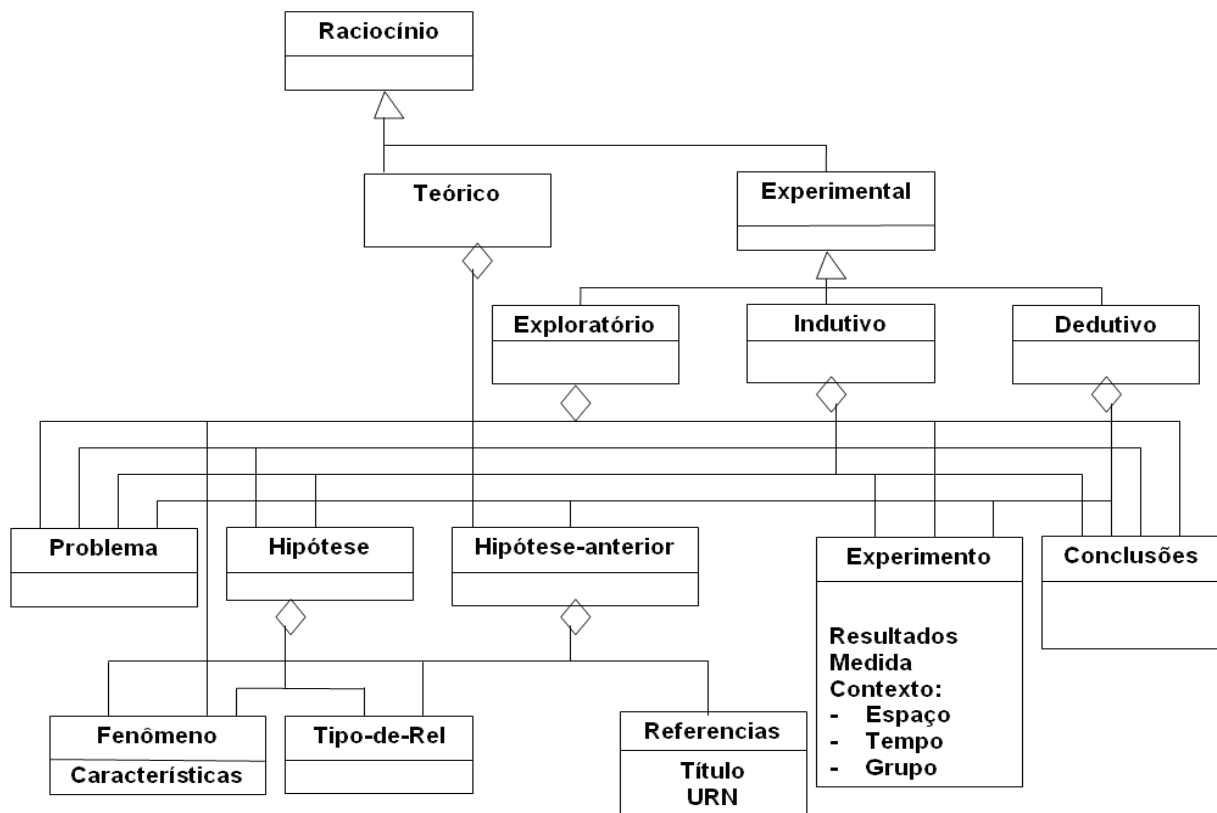 Raciocínio
Teórico
Experimental
Exploratório
Indutivo
Dedutivo
Problema
Hipótese
Hipótese-anterior
Experimento
Resultados
Medida
Contexto:
- Espaço
- Tempo
- Grupo
Conclusões
Fenômeno
Características
Tipo-de-Rel
Referencias
Título
URN